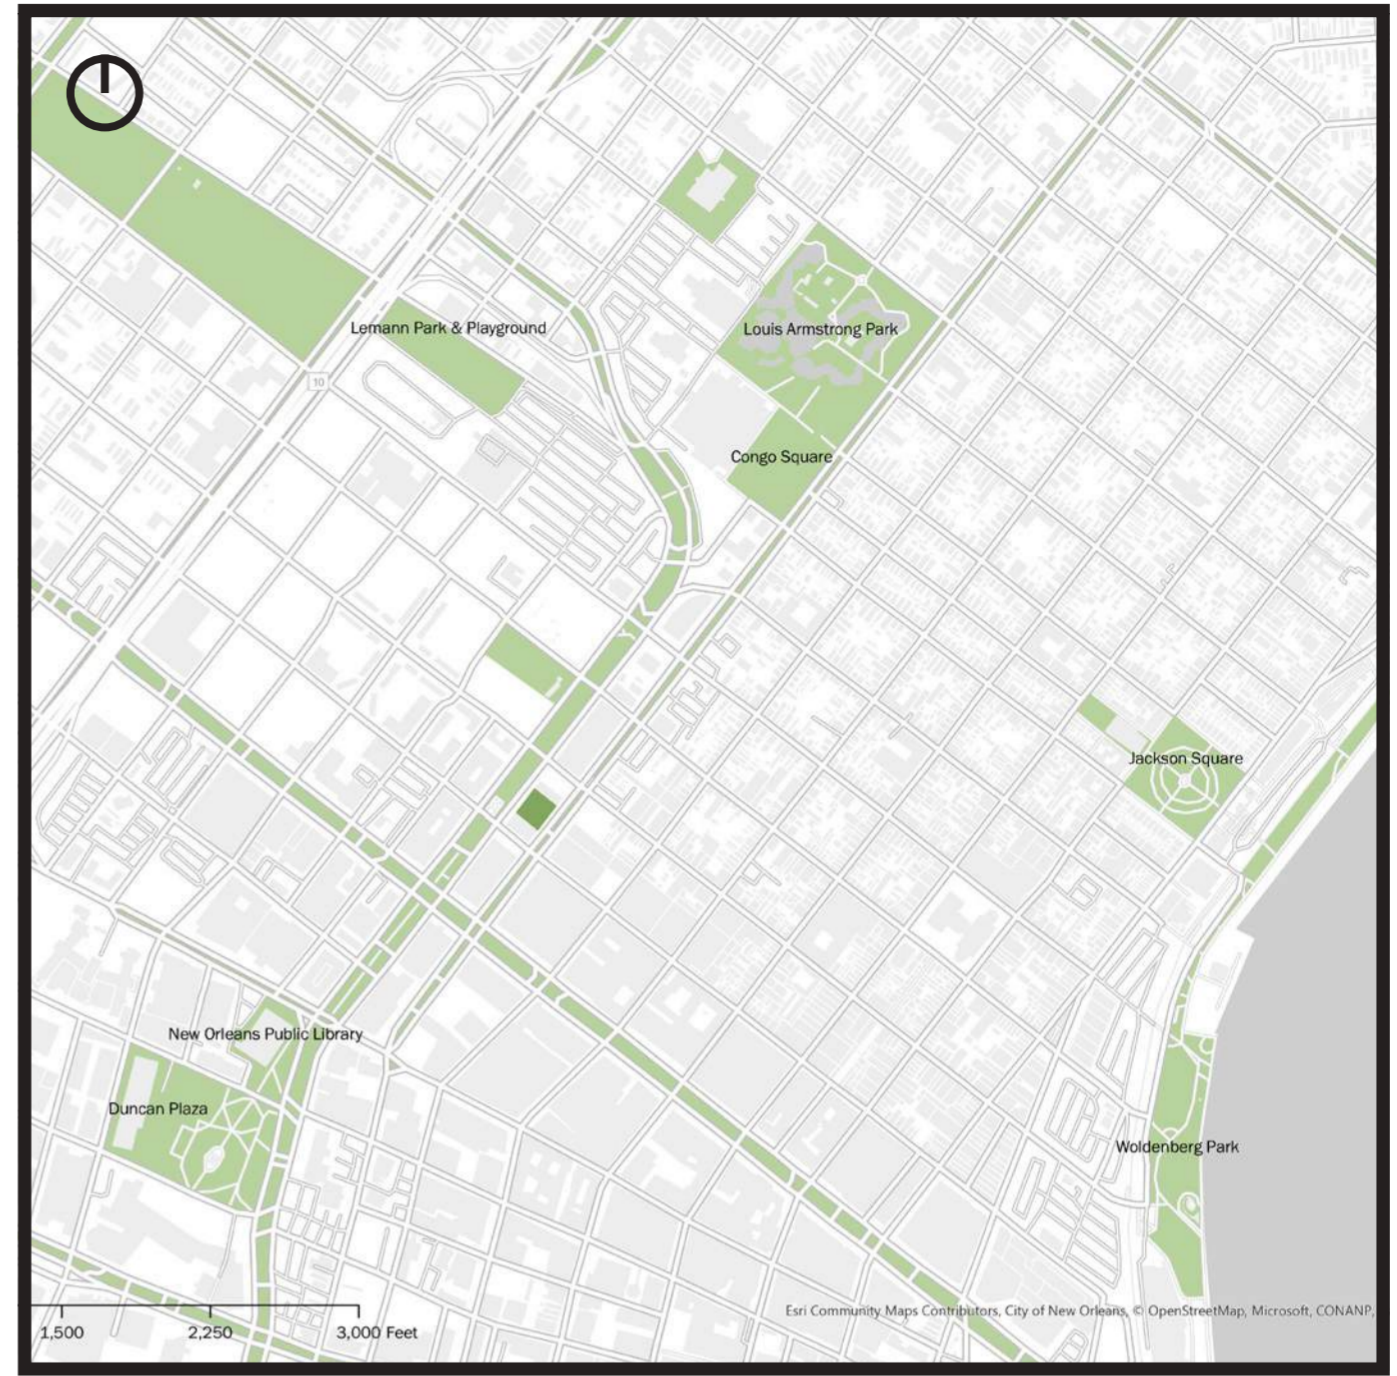 Lemann Park & Playground
Louis Armstrong Park
10
Congo Square
Jackson Square
New Orleans Public Library
Duncan Plaza
Woldenberg Park
Esri Community Maps Contributors, City of New Orleans, © OpenStreetMap, Microsoft, CONANP,
1,500 2,250 3,000 Feet